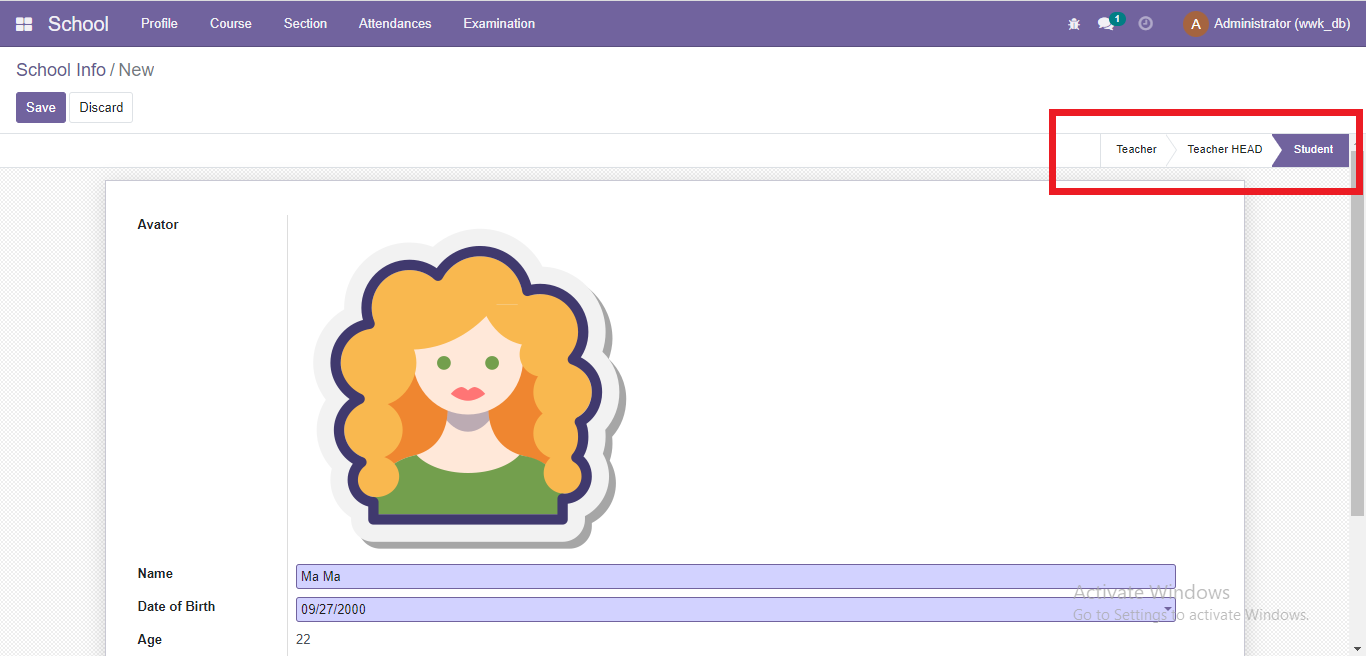 School Profile Course Section Attendances Examination 1 A Administrator (wwk_db)
School Info / New
Save Discard
Teacher Teacher HEAD Student
Avator
Name Ma Ma
Date of Birth 09/27/2000
Age 22
Activate Windows
Go to Settings to activate Windows.